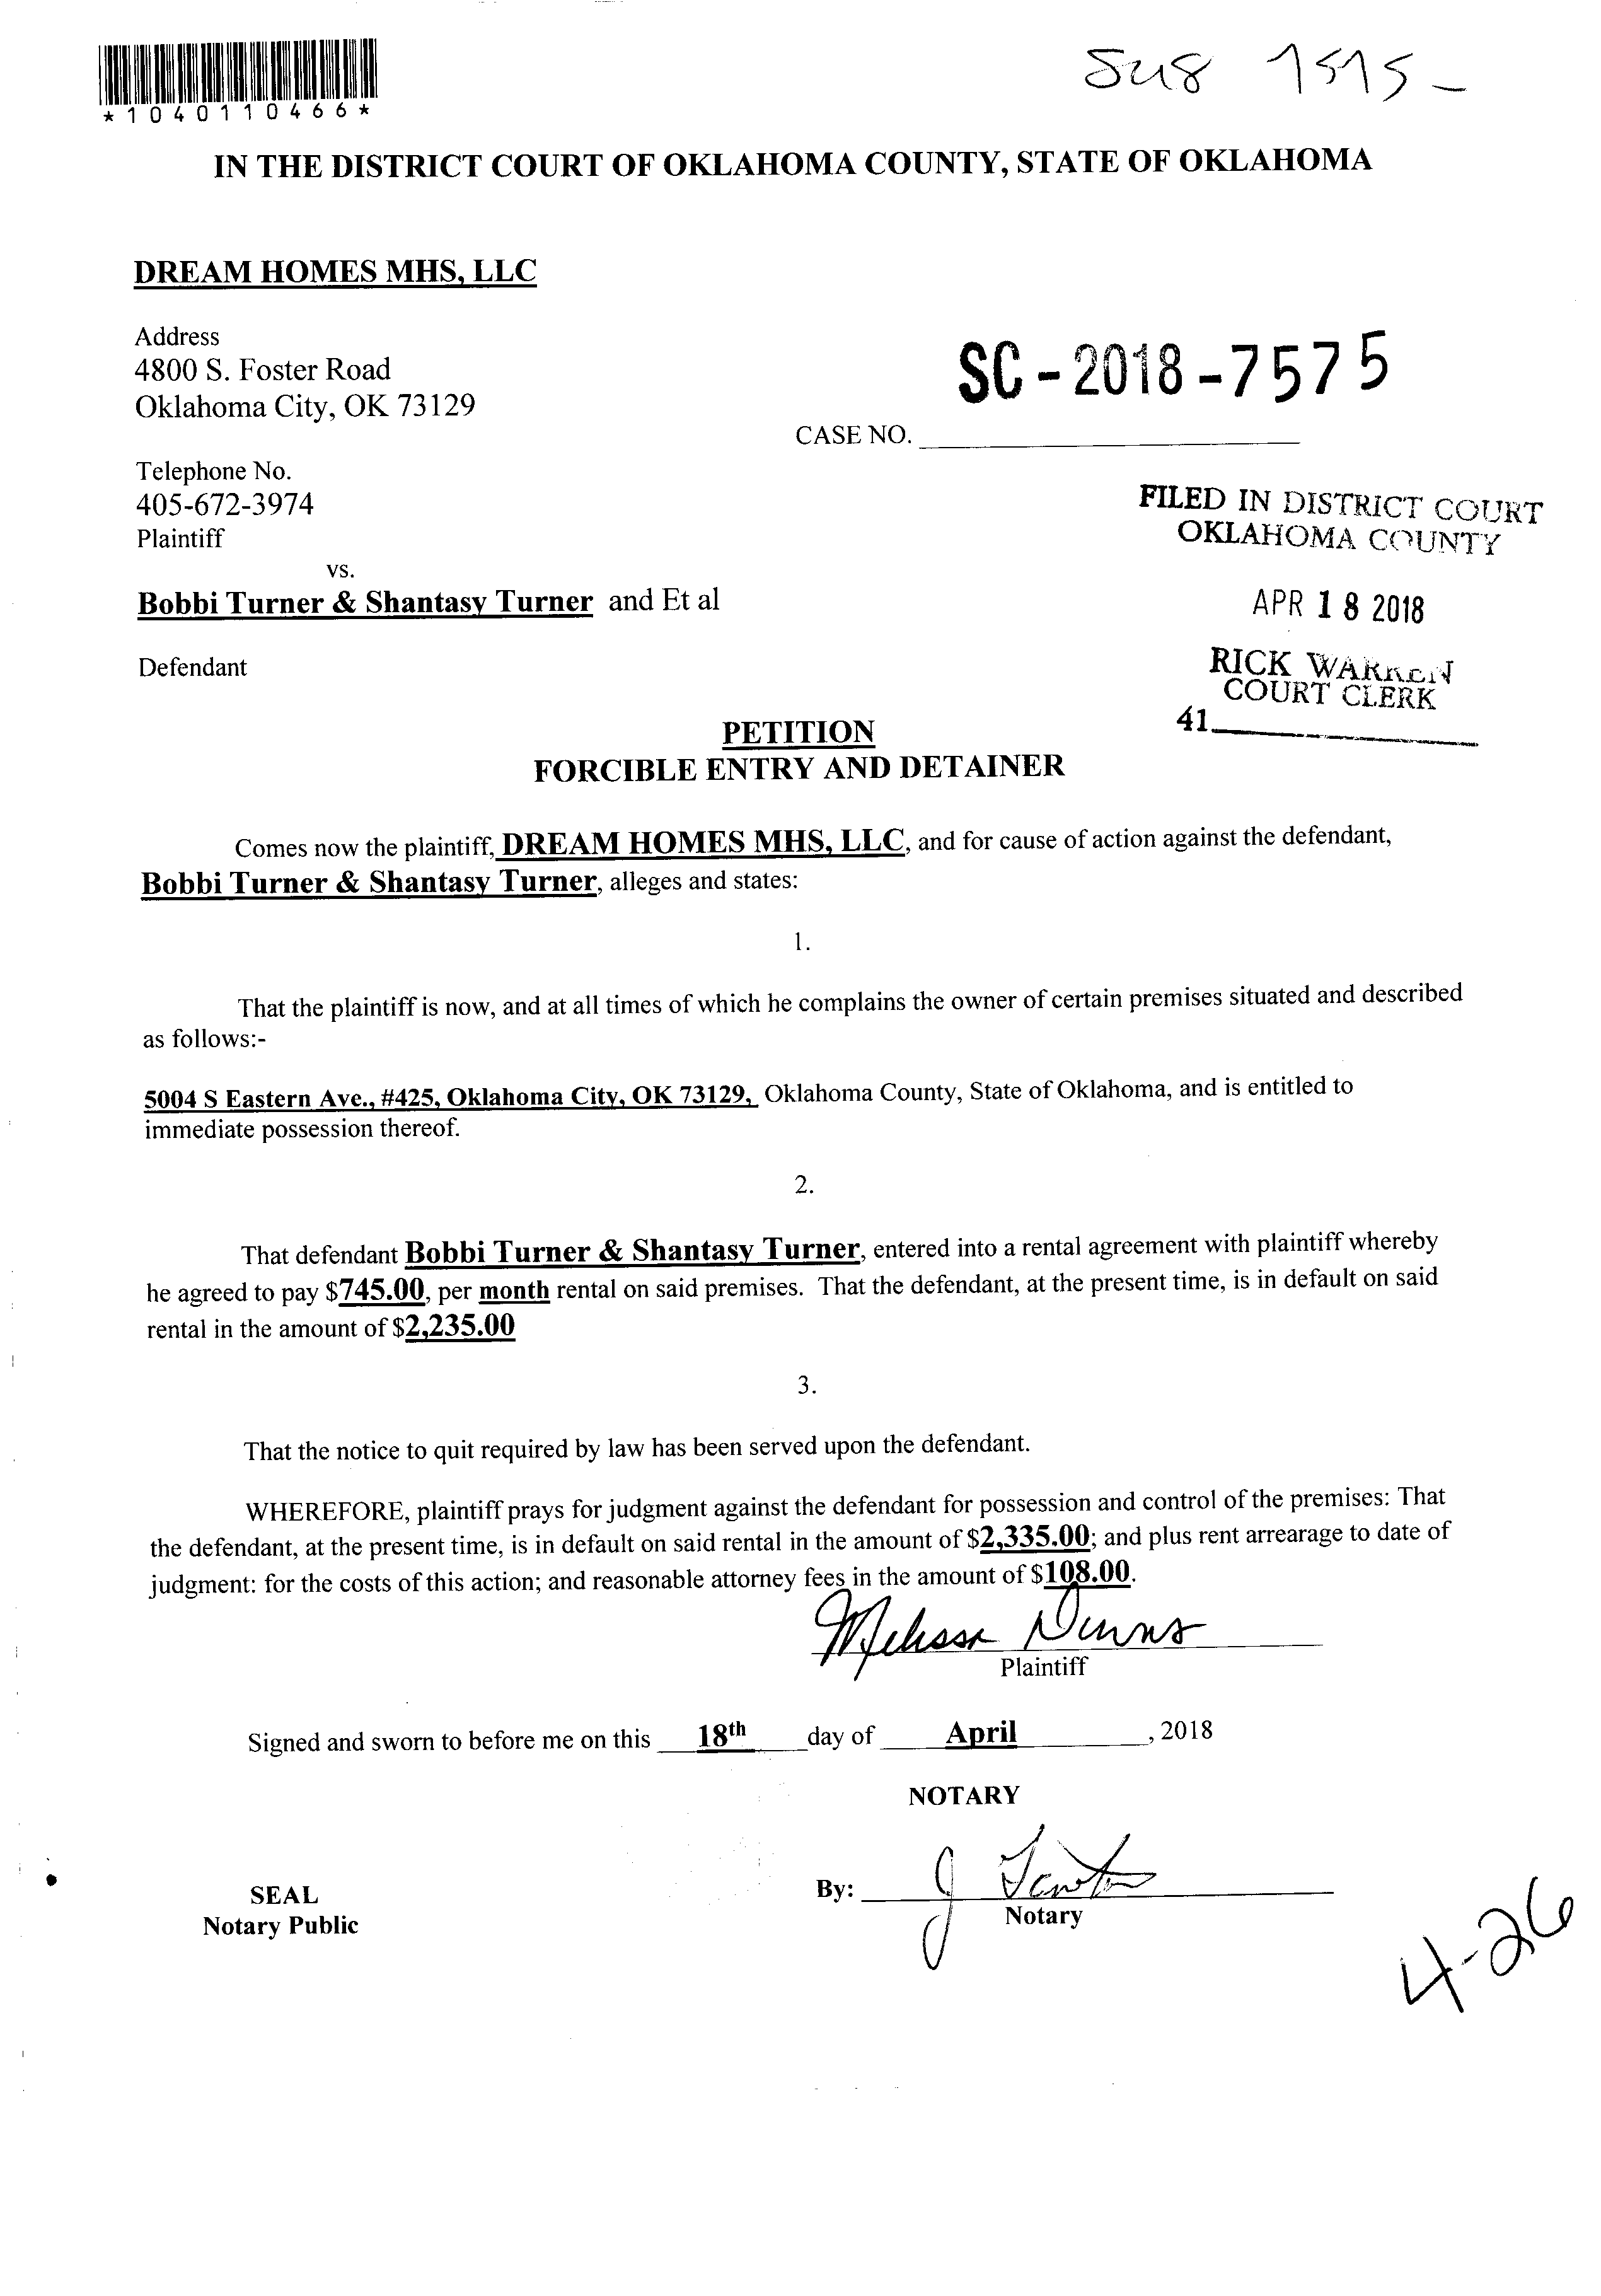 *1040110466*
IN THE DISTRICT COURT OF OKLAHOMA COUNTY, STATE OF OKLAHOMA
DREAM HOMES MHS, LLC
Address
4800 S. Foster Road
Oklahoma City, OK 73129
SC-2018-7575
CASE NO.
Telephone No.
405-672-3974
Plaintiff
FILED IN DISTRICT COURT
OKLAHOMA COUNTY
vs.
Bobbi Turner & Shantasy Turner and Et al
APR 18 2018
Defendant
RICK WARREN
COURT CLERK
41
PETITION
FORCIBLE ENTRY AND DETAINER
Comes now the plaintiff, DREAM HOMES MHS, LLC, and for cause of action against the defendant,
Bobbi Turner & Shantasy Turner, alleges and states:
1.
That the plaintiff is now, and at all times of which he complains the owner of certain premises situated and described
as follows:-
5004 S Eastern Ave., #425, Oklahoma City, OK 73129, Oklahoma County, State of Oklahoma, and is entitled to
immediate possession thereof.
2.
That defendant Bobbi Turner & Shantasy Turner, entered into a rental agreement with plaintiff whereby
he agreed to pay $745.00, per month rental on said premises. That the defendant, at the present time, is in default on said
rental in the amount of $2,235.00
3.
That the notice to quit required by law has been served upon the defendant.
WHEREFORE, plaintiff prays for judgment against the defendant for possession and control of the premises: That
the defendant, at the present time, is in default on said rental in the amount of $2,335.00; and plus rent arrearage to date of
judgment: for the costs of this action; and reasonable attorney fees in the amount of $108.00.
Melissa
Plaintiff
Signed and sworn to before me on this 18th day of April, 2018
NOTARY
By: J
SEAL
Notary
Notary Public
4-26